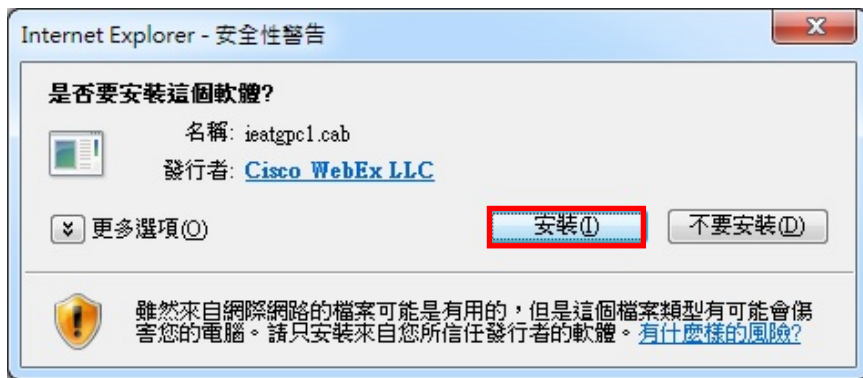 Internet Explorer - 安全性警告
是否要安裝這個軟體?
名稱: ieatgpc1.cab
發行者: Cisco WebEx LLC
更多選項(O)
安裝(I)
不要安裝(D)
雖然來自網際網路的檔案可能是有用的，但是這個檔案類型有可能會傷
害您的電腦。請只安裝來自您所信任發行者的軟體。有什麼樣的風險?